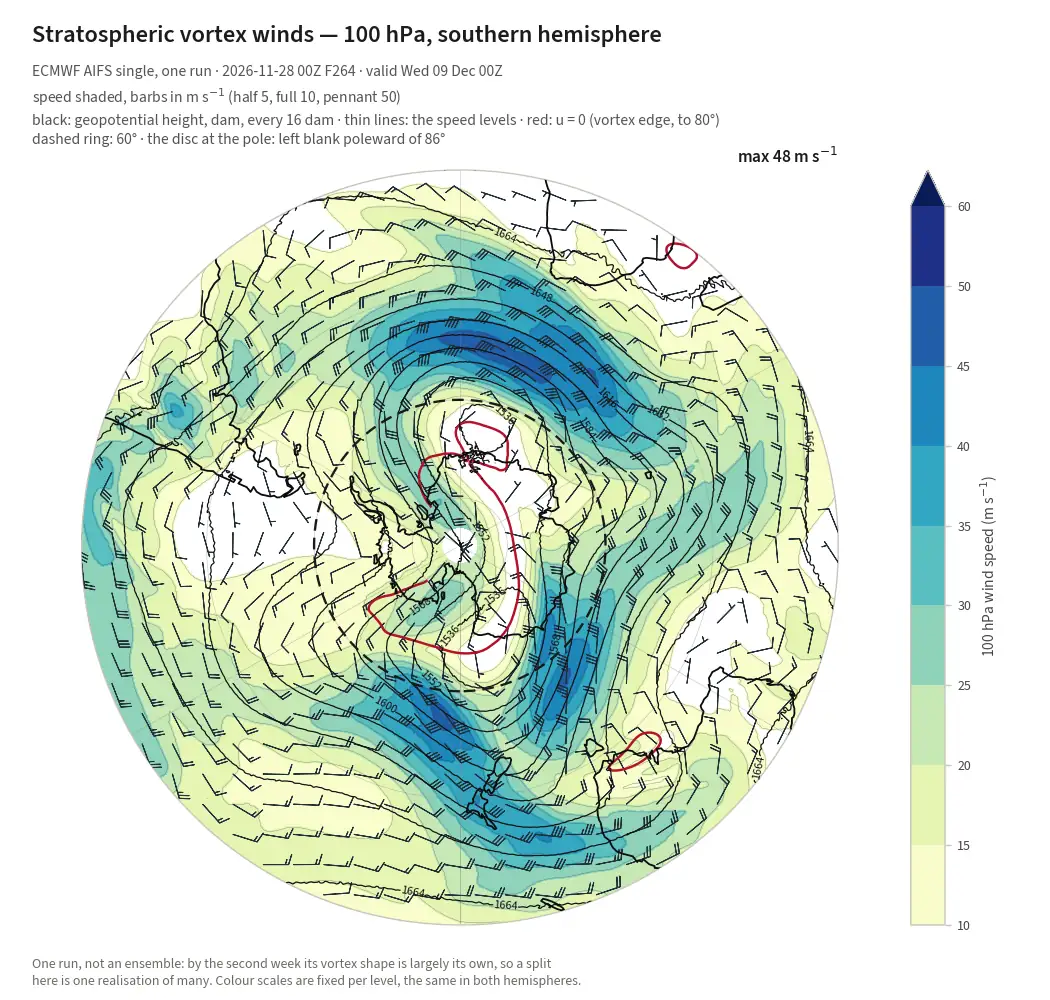 Stratospheric vortex winds — 100 hPa, southern hemisphere
ECMWF AIFS single, one run · 2026-11-28 00Z F264 · valid Wed 09 Dec 00Z
speed shaded, barbs in m s⁻¹ (half 5, full 10, pennant 50)
black: geopotential height, dam, every 16 dam · thin lines: the speed levels · red: u = 0 (vortex edge, to 80°)
dashed ring: 60° · the disc at the pole: left blank poleward of 86°
max 48 m s⁻¹
60
50
45
40
35
30
25
20
15
10
100 hPa wind speed (m s⁻¹)
1664
1648
1536
1568
1536
1568
1552
1600
1664
1664
1664
One run, not an ensemble: by the second week its vortex shape is largely its own, so a split
here is one realisation of many. Colour scales are fixed per level, the same in both hemispheres.